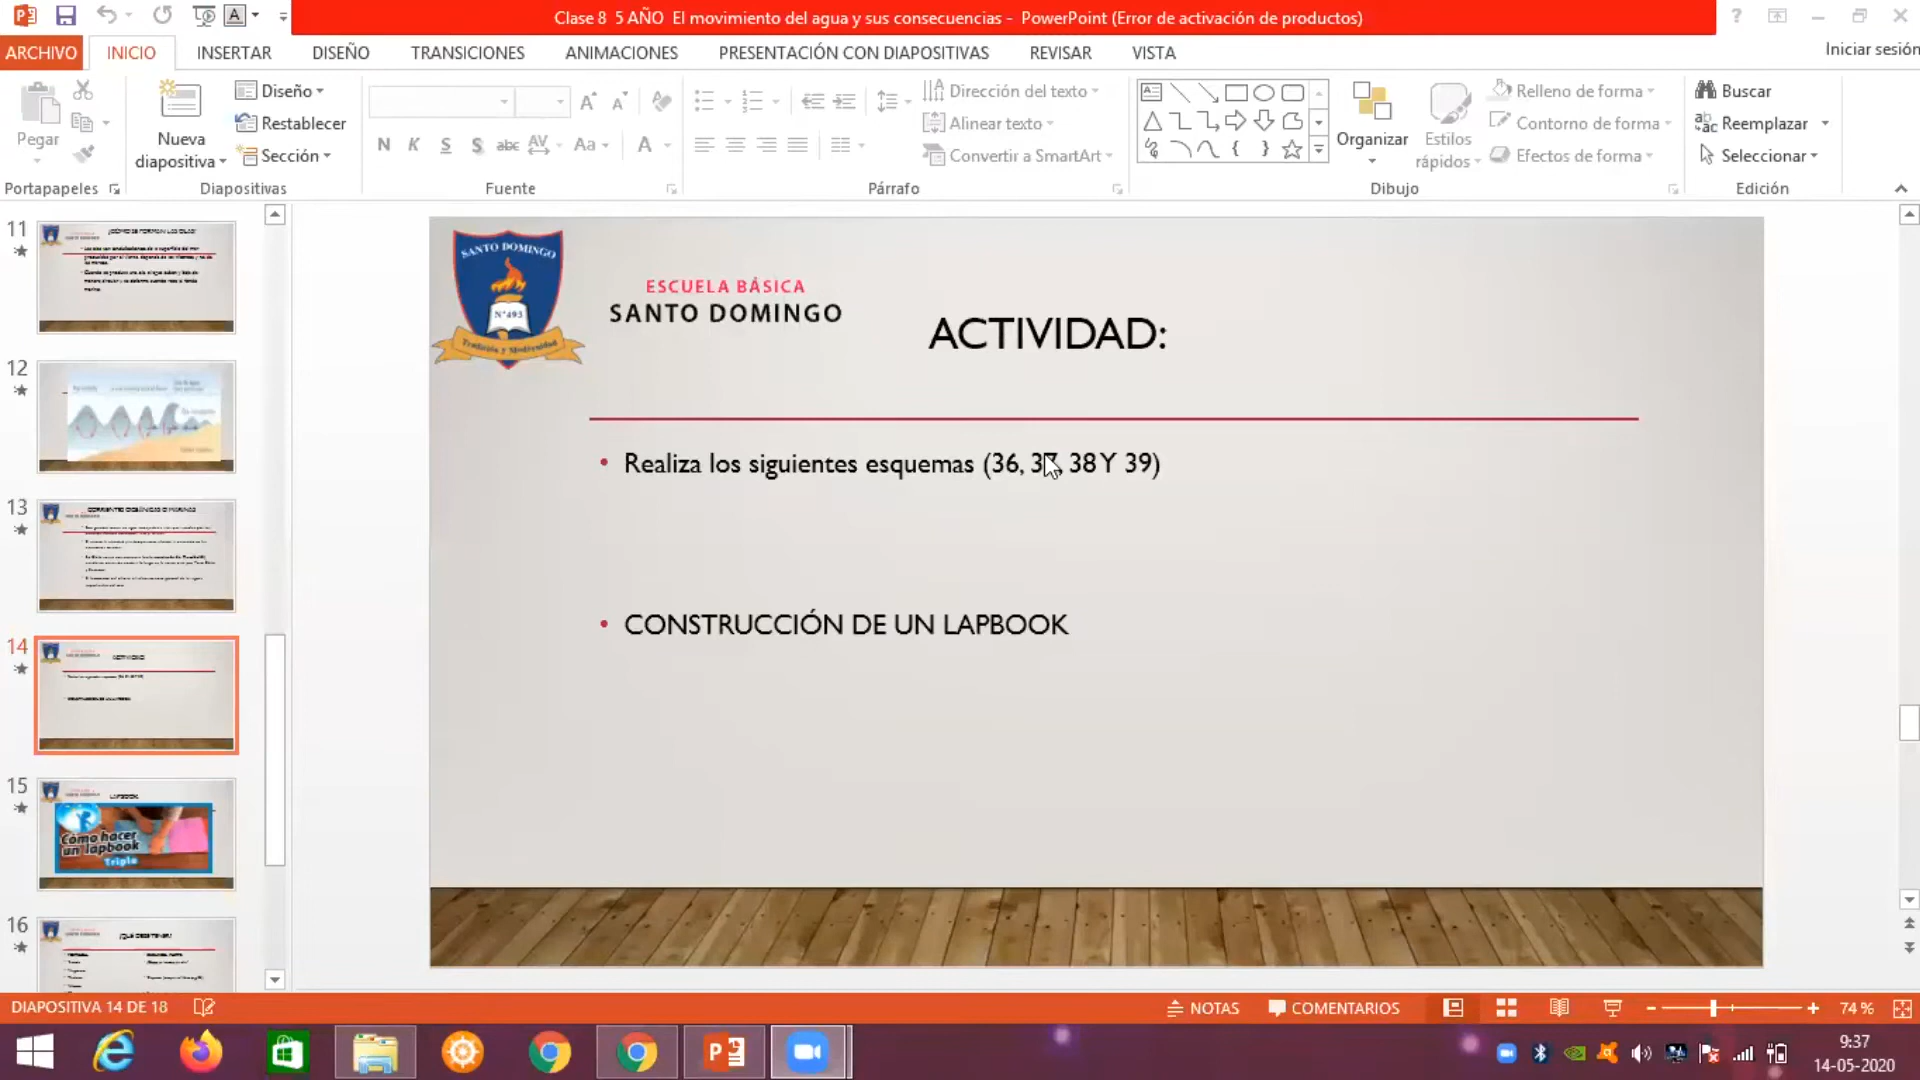 Clase 8 5 AÑO El movimiento del agua y sus consecuencias - PowerPoint (Error de activación de productos)
ARCHIVO INICIO INSERTAR DISEÑO TRANSICIONES ANIMACIONES PRESENTACIÓN CON DIAPOSITIVAS REVISAR VISTA Iniciar sesión
Pegar
Nueva diapositiva
Diseño
Restablecer
Sección
Dirección del texto
Alinear texto
Convertir a SmartArt
Organizar
Estilos rápidos
Relleno de forma
Contorno de forma
Efectos de forma
Buscar
Reemplazar
Seleccionar
Portapapeles Diapositivas Fuente Párrafo Dibujo Edición
11
12
13
14
15
Cómo hacer
un lapbook
Triple
16
SANTO DOMINGO
N°493
Tradición y Modernidad
ESCUELA BÁSICA
SANTO DOMINGO
ACTIVIDAD:
• Realiza los siguientes esquemas (36, 37, 38 Y 39)
• CONSTRUCCIÓN DE UN LAPBOOK
DIAPOSITIVA 14 DE 18 NOTAS COMENTARIOS 74 %
9:37
14-05-2020